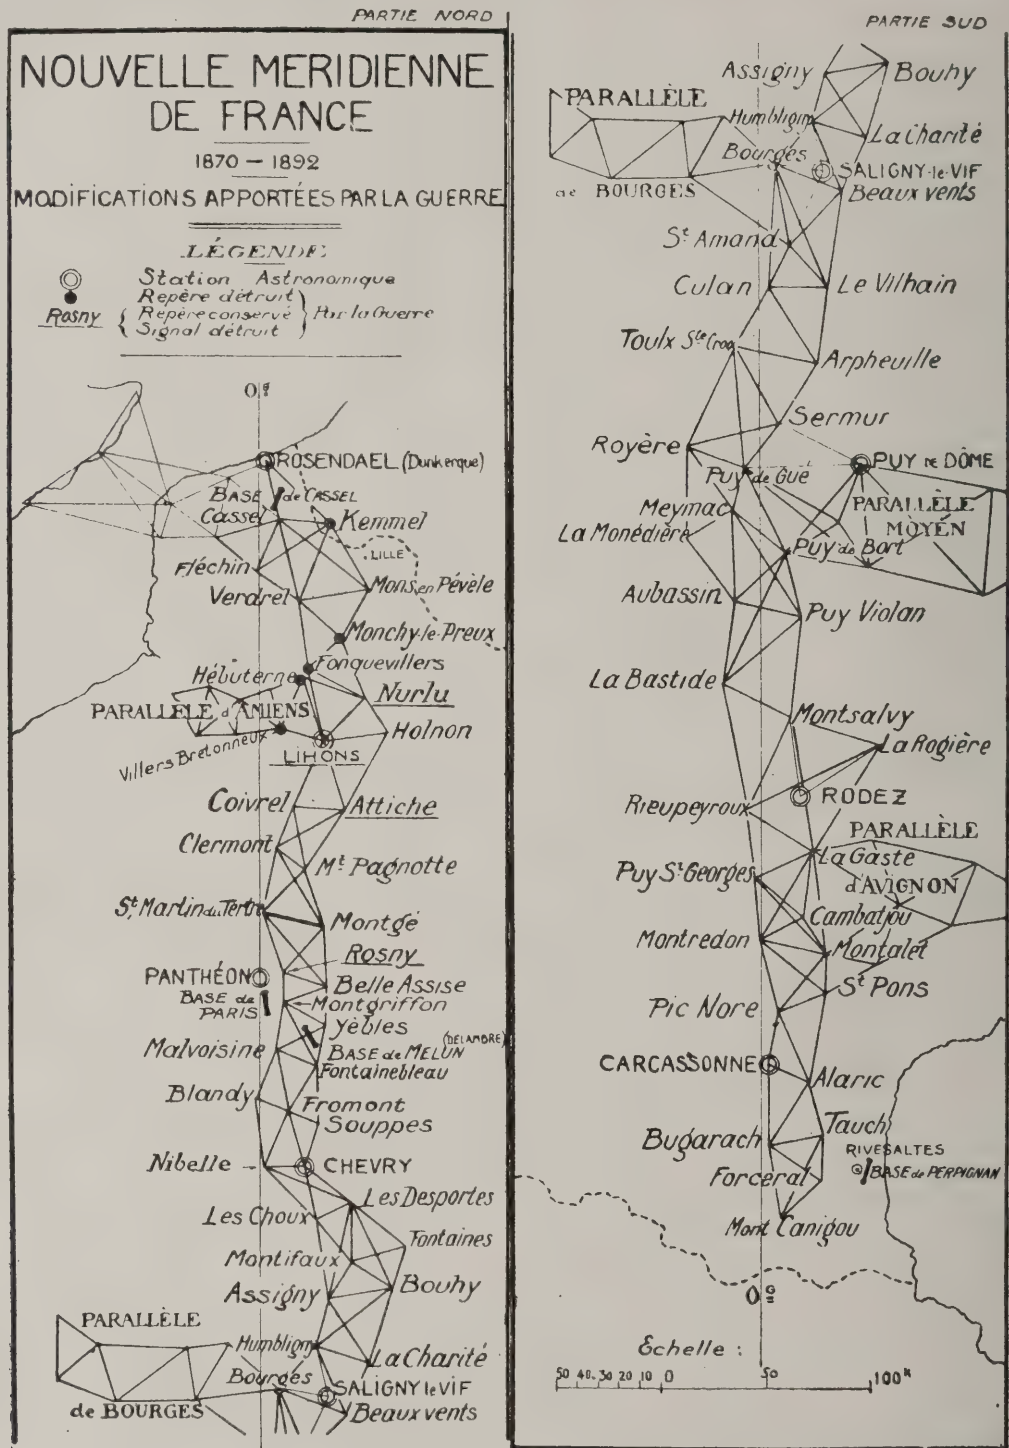 PARTIE NORD
NOUVELLE MERIDIENNE
DE FRANCE
1870 — 1892
MODIFICATIONS APPORTÉES PAR LA GUERRE
LÉGENDE
Station Astronomique
Repère détruit
Rosny { Repère conservé } Par la Guerre
Signal détruit
0 g
ROSENDAEL (Dunkerque)
BASE de CASSEL
Cassel
Kemmel
LILLE
Fléchin
Mons en Pévèle
Verdrel
Monchy-le-Preux
Fonquevillers
Hébuterne
Nurlu
PARALLÈLE d'AMIENS
Holnon
Villers Bretonneux
LIHONS
Coivrel
Attiche
Clermont
Mt Pagnotte
St Martin du Tertre
Montgé
Rosny
PANTHÉON
Belle Assise
BASE de
PARIS
Montgriffon
Yèbles
(DELAMBRE)
Malvoisine
BASE de MELUN
Fontainebleau
Blandy
Fromont
Souppes
Nibelle
CHEVRY
Les Desportes
Les Choux
Fontaines
Montifaux
Assigny
Bouhy
PARALLÈLE
Humbligny
La Charité
Bourges
SALIGNY le VIF
de BOURGES
Beaux vents
PARTIE SUD
Assigny
Bouhy
PARALLÈLE
Humbligny
La Charité
Bourges
SALIGNY-le-VIF
de BOURGES
Beaux vents
St Amand
Culan
Le Vilhain
Toulx Ste Croix
Arpheuille
Sermur
Royère
PUY de DÔME
Puy de Gué
PARALLÈLE
MOYEN
Meymac
La Monédière
Puy de Bort
Aubassin
Puy Violan
La Bastide
Montsalvy
La Rogière
RODEZ
Rieupeyroux
PARALLÈLE
La Gaste
Puy St Georges
d'AVIGNON
Cambatjou
Montredon
Montalet
St Pons
Pic Nore
CARCASSONNE
Alaric
Tauch
Bugarach
RIVESALTES
BASE de PERPIGNAN
Forceral
Mont Canigou
0 G
Echelle :
50 40 30 20 10 0 50 100 k